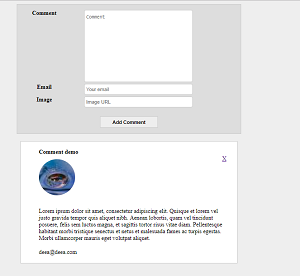 Comment
Comment
Email
Your email
Image
Image URL
Add Comment
Comment demo
X
Lorem ipsum dolor sit amet, consectetur adipiscing elit. Quisque et lorem vel
justo gravida tempor quis aliquet nibh. Aenean lobortis, quam vel tincidunt
posuere, felis sem luctus magna, et sagittis tortor risus vitae diam. Pellentesque
habitant morbi tristique senectus et netus et malesuada fames ac turpis egestas.
Morbi ullamcorper mauris eget volutpat aliquet.
desa@desa.com